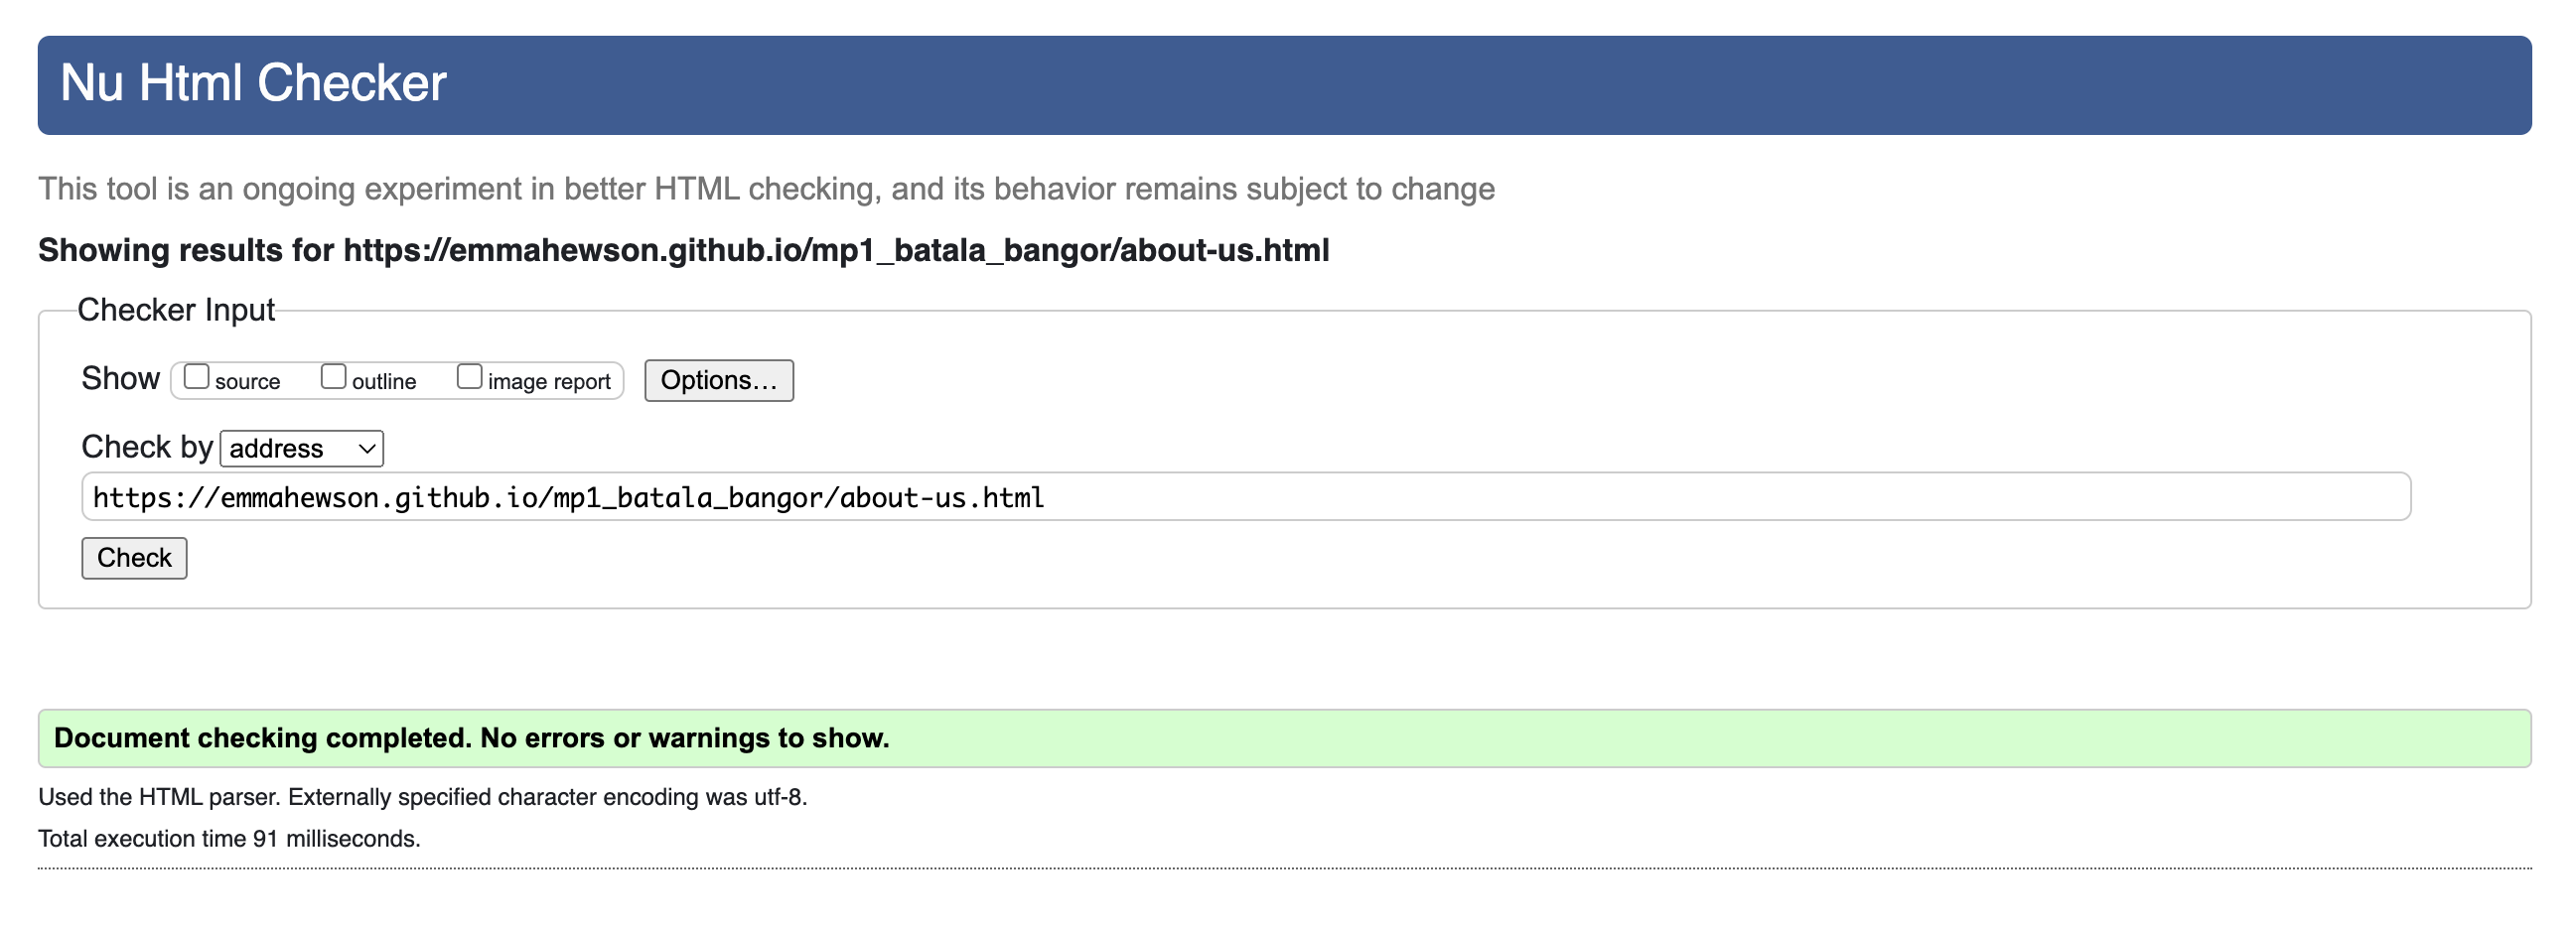 Nu Html Checker
This tool is an ongoing experiment in better HTML checking, and its behavior remains subject to change
Showing results for https://emmahewson.github.io/mp1_batala_bangor/about-us.html
Checker Input
Show source outline image report Options…
Check by address
https://emmahewson.github.io/mp1_batala_bangor/about-us.html
Check
Document checking completed. No errors or warnings to show.
Used the HTML parser. Externally specified character encoding was utf-8.
Total execution time 91 milliseconds.